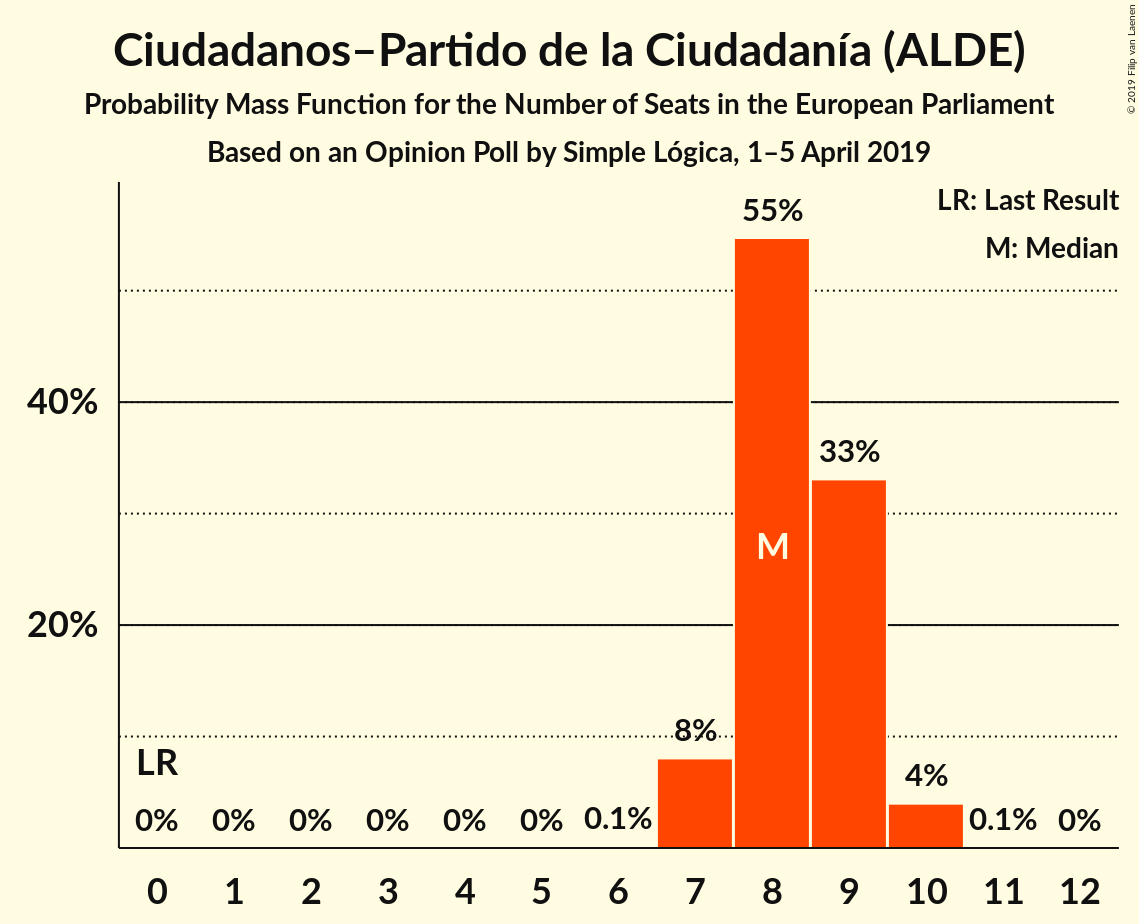 Ciudadanos–Partido de la Ciudadanía (ALDE)
Probability Mass Function for the Number of Seats in the European Parliament
Based on an Opinion Poll by Simple Lógica, 1–5 April 2019
© 2019 Filip van Laenen
LR: Last Result
M: Median
55%
40%
33%
M
20%
8%
LR
4%
0% 0% 0% 0% 0% 0% 0.1% 0.1% 0%
0 1 2 3 4 5 6 7 8 9 10 11 12